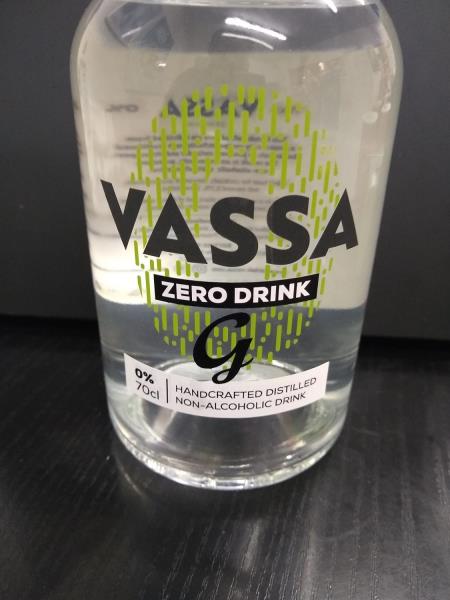 VASSA
ZERO DRINK
G
0%
70cl
HANDCRAFTED DISTILLED
NON-ALCOHOLIC DRINK